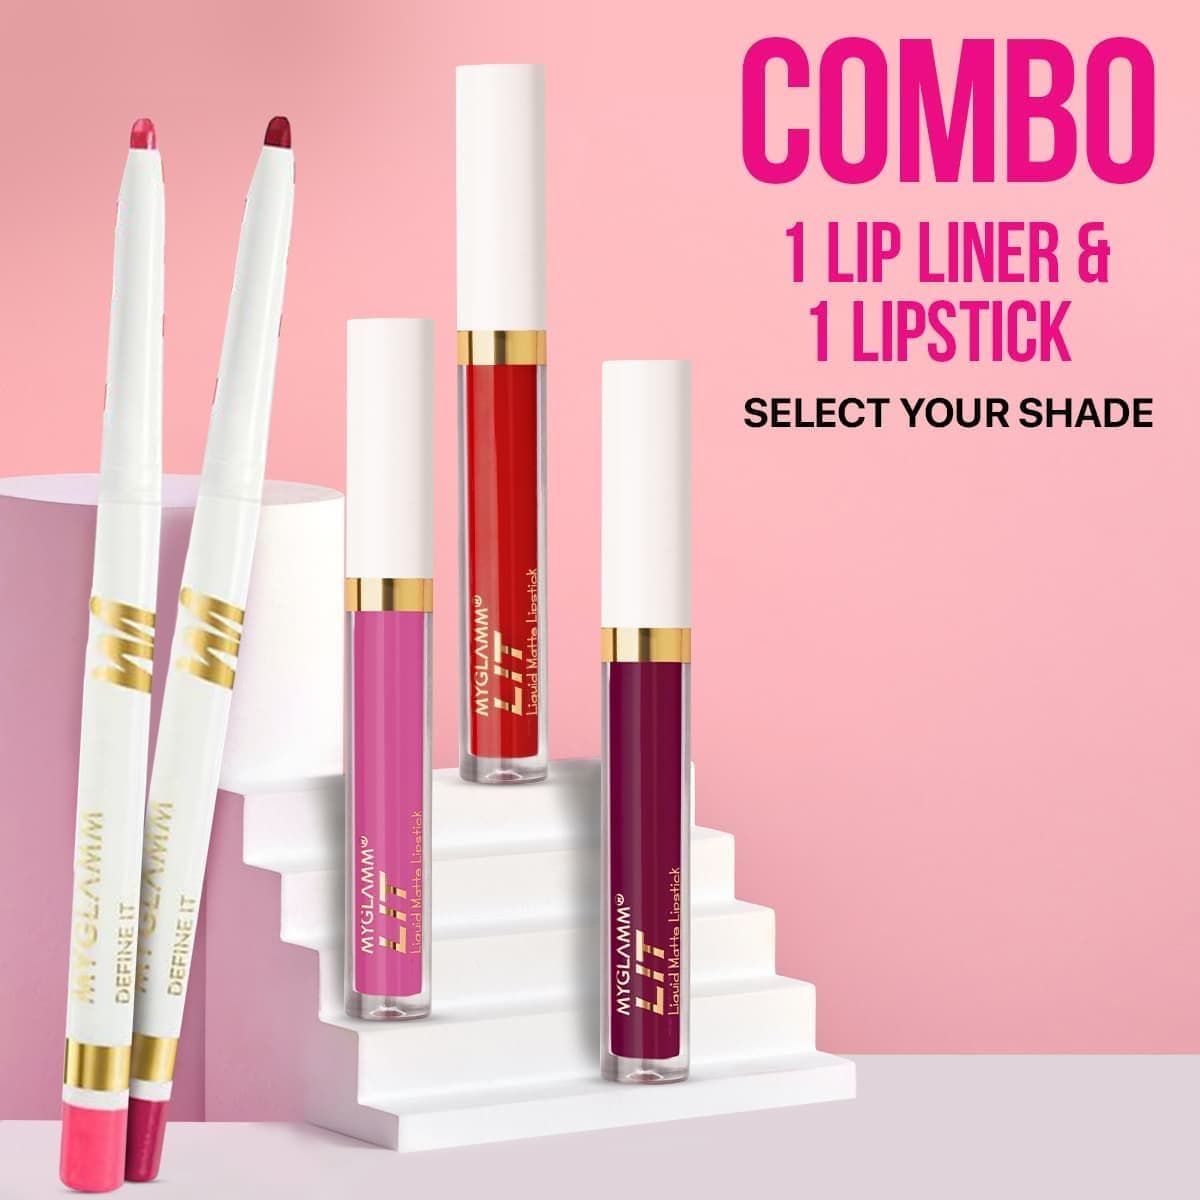 COMBO
1 LIP LINER &
1 LIPSTICK
SELECT YOUR SHADE
MYGLAMM
DEFINE IT
MYGLAMM
DEFINE IT
MYGLAMM®
LIT
Liquid Matte Lipstick
MYGLAMM®
LIT
Liquid Matte Lipstick
MYGLAMM®
LIT
Liquid Matte Lipstick